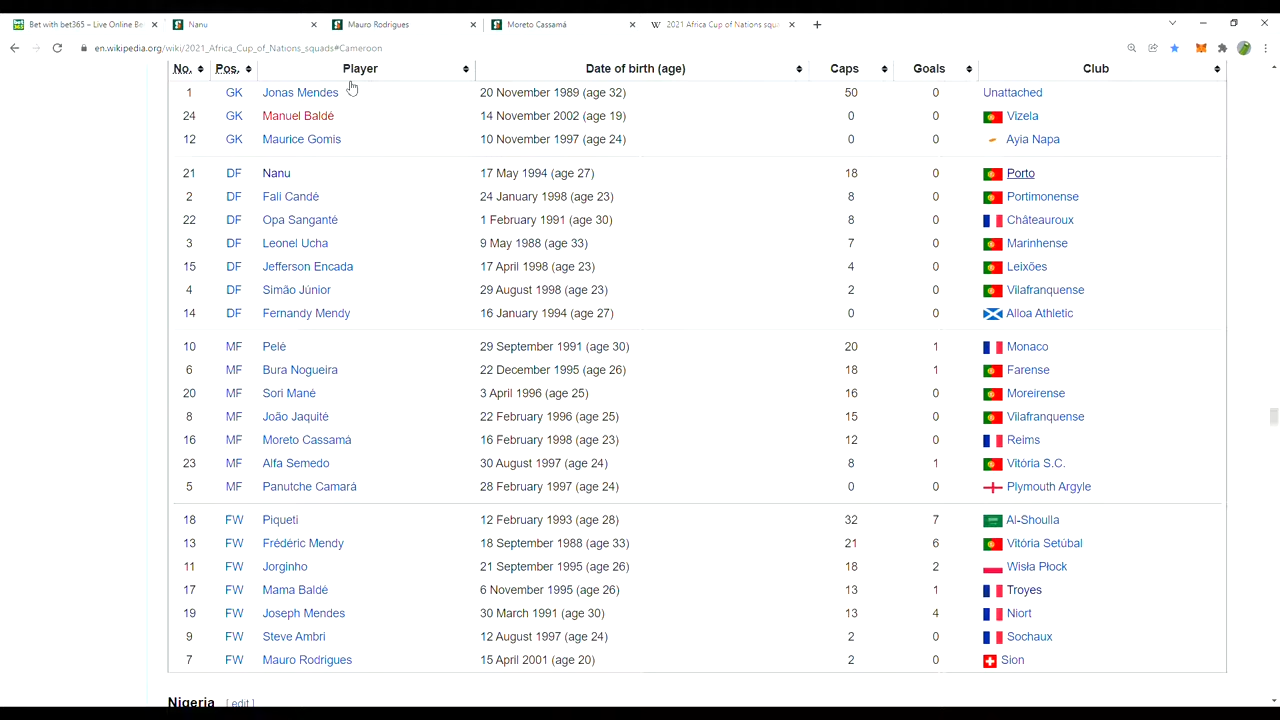 bet365 Bet with bet365 – Live Online Be Nanu Mauro Rodrigues Moreto Cassamá W 2021 Africa Cup of Nations squa
en.wikipedia.org/wiki/2021_Africa_Cup_of_Nations_squads#Cameroon
No. Pos. Player Date of birth (age) Caps Goals Club
1 GK Jonas Mendes 20 November 1989 (age 32) 50 0 Unattached
24 GK Manuel Baldé 14 November 2002 (age 19) 0 0 Vizela
12 GK Maurice Gomis 10 November 1997 (age 24) 0 0 Ayia Napa
21 DF Nanu 17 May 1994 (age 27) 18 0 Porto
2 DF Fali Candé 24 January 1998 (age 23) 8 0 Portimonense
22 DF Opa Sanganté 1 February 1991 (age 30) 8 0 Châteauroux
3 DF Leonel Ucha 9 May 1988 (age 33) 7 0 Marinhense
15 DF Jefferson Encada 17 April 1998 (age 23) 4 0 Leixões
4 DF Simão Júnior 29 August 1998 (age 23) 2 0 Vilafranquense
14 DF Fernandy Mendy 16 January 1994 (age 27) 0 0 Alloa Athletic
10 MF Pelé 29 September 1991 (age 30) 20 1 Monaco
6 MF Bura Nogueira 22 December 1995 (age 26) 18 1 Farense
20 MF Sori Mané 3 April 1996 (age 25) 16 0 Moreirense
8 MF João Jaquité 22 February 1996 (age 25) 15 0 Vilafranquense
16 MF Moreto Cassamá 16 February 1998 (age 23) 12 0 Reims
23 MF Alfa Semedo 30 August 1997 (age 24) 8 1 Vitória S.C.
5 MF Panutche Camará 28 February 1997 (age 24) 0 0 Plymouth Argyle
18 FW Piqueti 12 February 1993 (age 28) 32 7 Al-Shoulla
13 FW Frédéric Mendy 18 September 1988 (age 33) 21 6 Vitória Setúbal
11 FW Jorginho 21 September 1995 (age 26) 18 2 Wisła Płock
17 FW Mama Baldé 6 November 1995 (age 26) 13 1 Troyes
19 FW Joseph Mendes 30 March 1991 (age 30) 13 4 Niort
9 FW Steve Ambri 12 August 1997 (age 24) 2 0 Sochaux
7 FW Mauro Rodrigues 15 April 2001 (age 20) 2 0 Sion
Nigeria [ edit ]